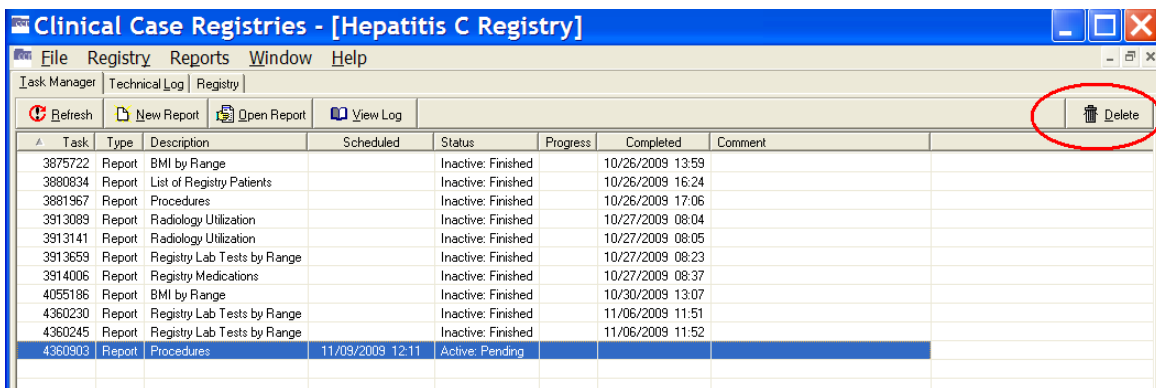 Clinical Case Registries - [Hepatitis C Registry]
File Registry Reports Window Help
Task Manager Technical Log Registry
Refresh New Report Open Report View Log Delete
Task Type Description Scheduled Status Progress Completed Comment
3875722 Report BMI by Range Inactive: Finished 10/26/2009 13:59
3880834 Report List of Registry Patients Inactive: Finished 10/26/2009 16:24
3881967 Report Procedures Inactive: Finished 10/26/2009 17:06
3913089 Report Radiology Utilization Inactive: Finished 10/27/2009 08:04
3913141 Report Radiology Utilization Inactive: Finished 10/27/2009 08:05
3913659 Report Registry Lab Tests by Range Inactive: Finished 10/27/2009 08:23
3914006 Report Registry Medications Inactive: Finished 10/27/2009 08:37
4055186 Report BMI by Range Inactive: Finished 10/30/2009 13:07
4360230 Report Registry Lab Tests by Range Inactive: Finished 11/06/2009 11:51
4360245 Report Registry Lab Tests by Range Inactive: Finished 11/06/2009 11:52
4360903 Report Procedures 11/09/2009 12:11 Active: Pending